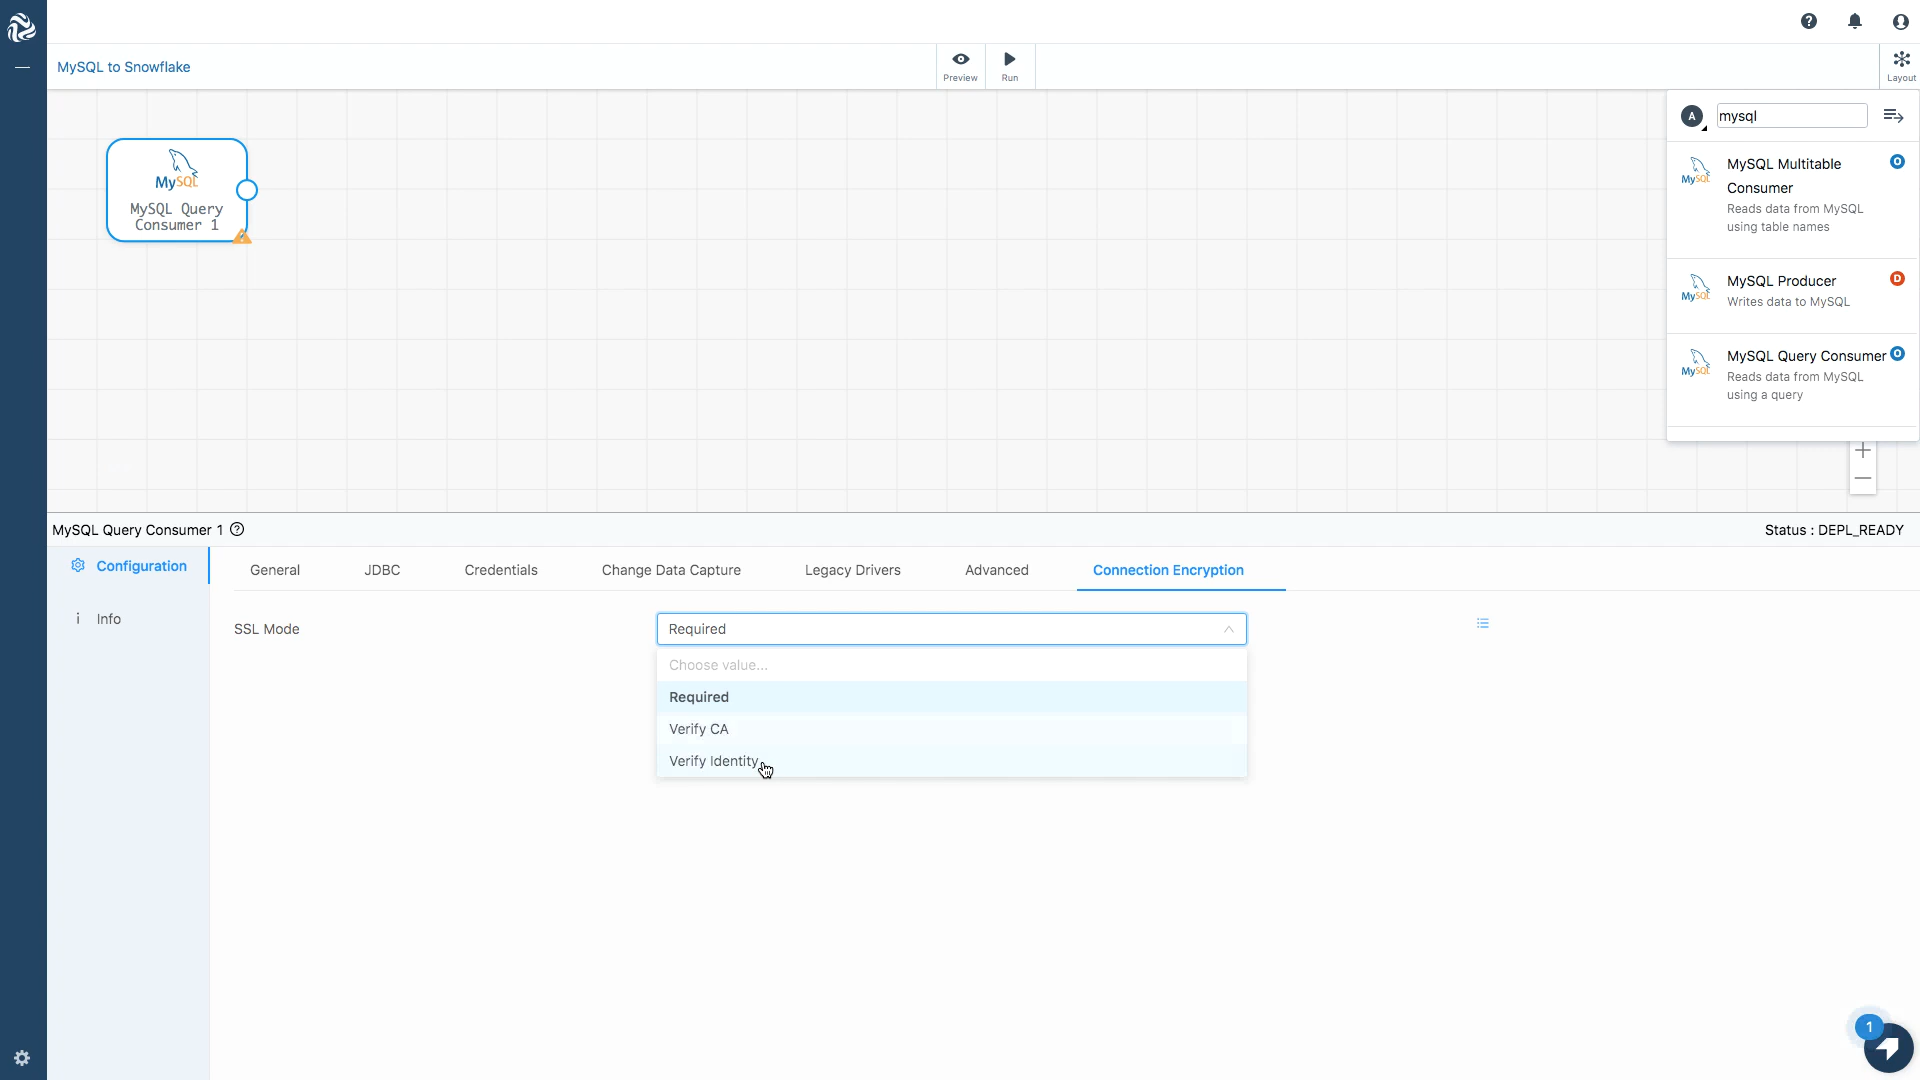 MySQL to Snowflake
Preview
Run
Layout
A
mysql
MySQL Multitable
Consumer
O
Reads data from MySQL
using table names
MySQL
MySQL Producer
D
Writes data to MySQL
MySQL
MySQL Query Consumer
O
Reads data from MySQL
using a query
MySQL
MySQL
MySQL Query
Consumer 1
+
−
MySQL Query Consumer 1
Status : DEPL_READY
Configuration
i Info
General
JDBC
Credentials
Change Data Capture
Legacy Drivers
Advanced
Connection Encryption
SSL Mode
Required
Choose value...
Required
Verify CA
Verify Identity
1